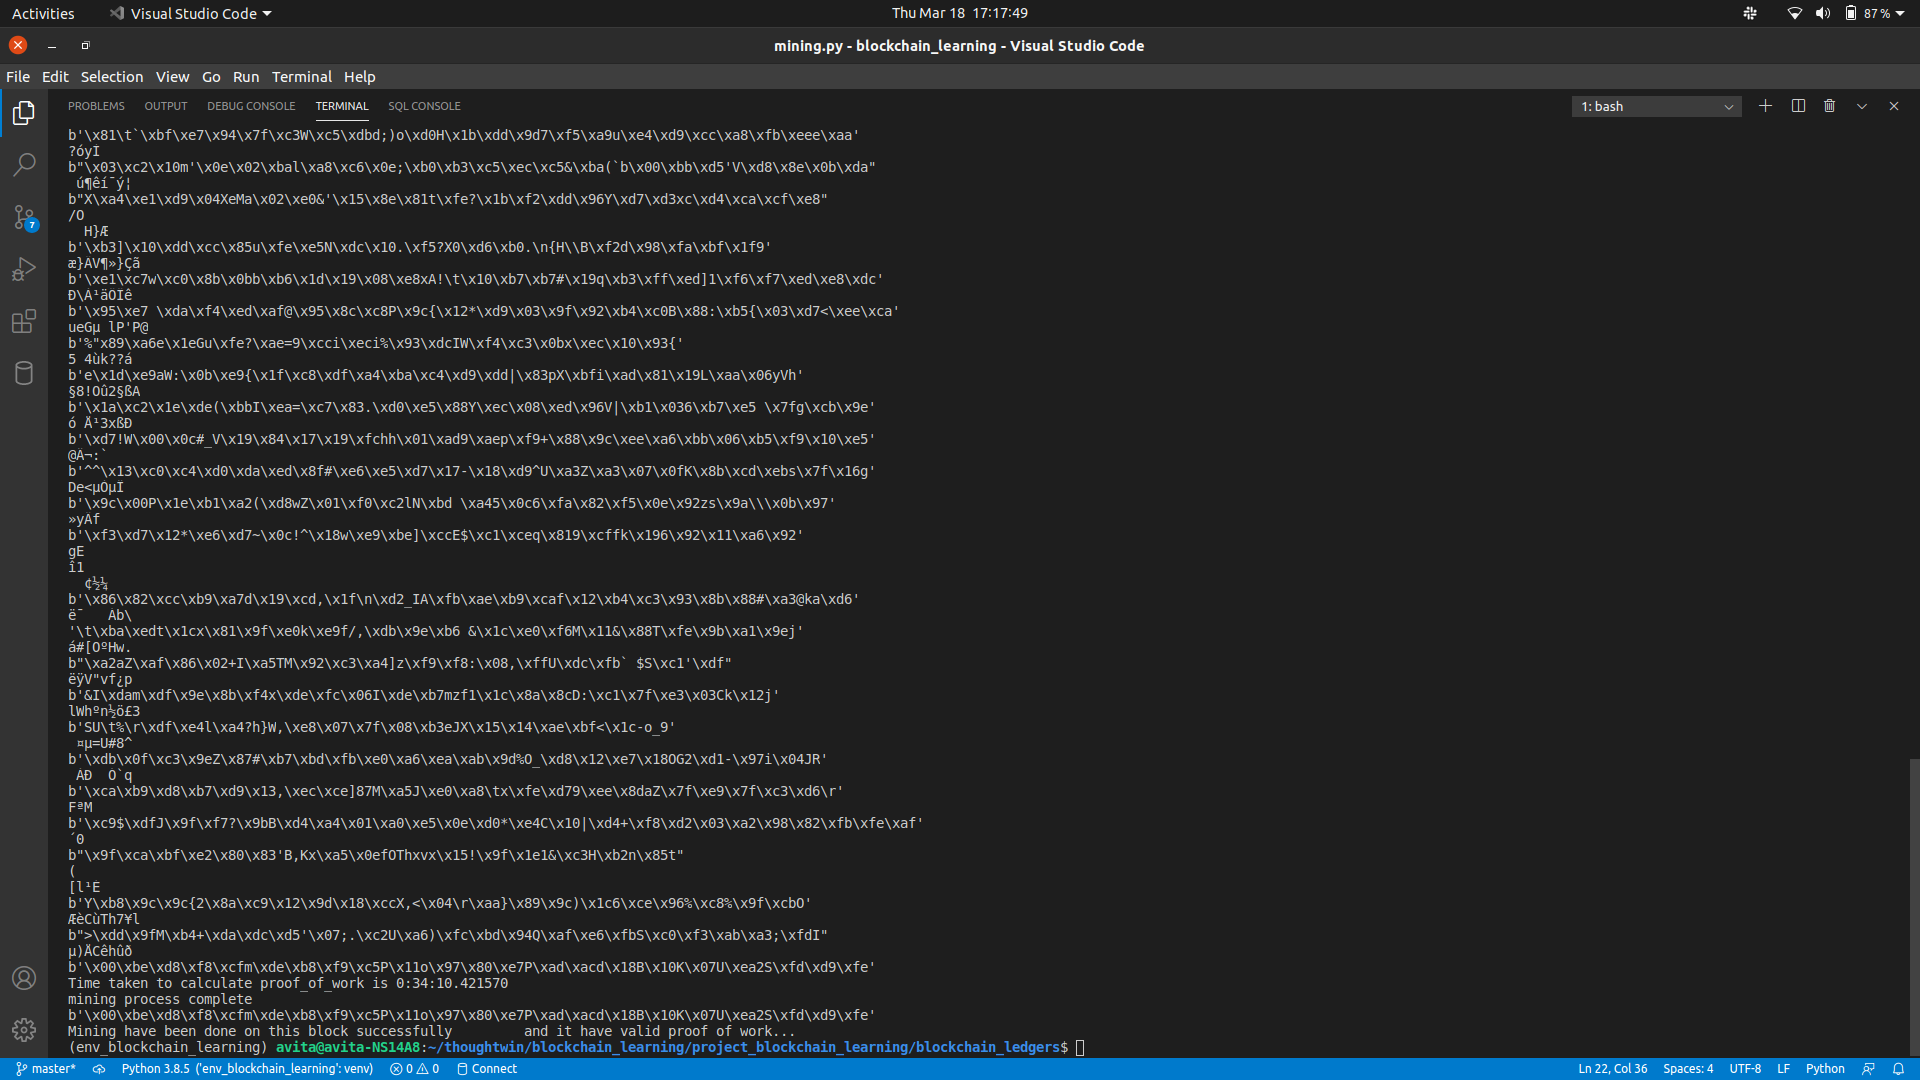 Activities
Visual Studio Code
Thu Mar 18 17:17:49
87 %
mining.py - blockchain_learning - Visual Studio Code
File Edit Selection View Go Run Terminal Help
PROBLEMS OUTPUT DEBUG CONSOLE TERMINAL SQL CONSOLE
1: bash
b'\x81\t`\xbf\xe7\x94\x7f\xc3W\xc5\xdbd;)o\xd0H\x1b\xdd\x9d7\xf5\xa9u\xe4\xd9\xcc\xa8\xfb\xeee\xaa'
?óyÌ
b"\x03\xc2\x10m'\x0e\x02\xbal\xa8\xc6\x0e;\xb0\xb3\xc5\xec\xc5&\xba(`b\x00\xbb\xd5'V\xd8\x8e\x0b\xda"
ú¶êí¯ý¦
b"X\xa4\xe1\xd9\x04XeMa\x02\xe0&'\x15\x8e\x81t\xfe?\x1b\xf2\xdd\x96Y\xd7\xd3xc\xd4\xca\xcf\xe8"
/O
H}Æ
b'\xb3]\x10\xdd\xcc\x85u\xfe\xe5N\xdc\x10.\xf5?X0\xd6\xb0.\n{H\\B\xf2d\x98\xfa\xbf\x1f9'
æ}ÀV¶»}Çã
b'\xe1\xc7w\xc0\x8b\x0bb\xb6\x1d\x19\x08\xe8xA!\t\x10\xb7\xb7#\x19q\xb3\xff\xed]1\xf6\xf7\xed\xe8\xdc'
b'\x95\xe7 \xda\xf4\xed\xaf@\x95\x8c\xc8P\x9c{\x12*\xd9\x03\x9f\x92\xb4\xc0B\x88:\xb5{\x03\xd7<\xee\xca'
ueGµ lP'P@
b'%"x89\xa6e\x1eGu\xfe?\xae=9\xcci\xeci%\x93\xdcIW\xf4\xc3\x0bx\xec\x10\x93{'
5 4ùk??á
b'e\x1d\xe9aW:\x0b\xe9{\x1f\xc8\xdf\xa4\xba\xc4\xd9\xdd|\x83pX\xbfi\xad\x81\x19L\xaa\x06yVh'
§8!Oû2§ßA
b'\x1a\xc2\x1e\xde(\xbbI\xea=\xc7\x83.\xd0\xe5\x88Y\xec\x08\xed\x96V|\xb1\x036\xb7\xe5 \x7fg\xcb\x9e'
ó Ä¹3xßÐ
b'\xd7!W\x00\x0c#_V\x19\x84\x17\x19\xfchh\x01\xad9\xaep\xf9+\x88\x9c\xee\xa6\xbb\x06\xb5\xf9\x10\xe5'
b'^^\x13\xc0\xc4\xd0\xda\xed\x8f#\xe6\xe5\xd7\x17-\x18\xd9^U\xa3Z\xa3\x07\x0fK\x8b\xcd\xebs\x7f\x16g'
b'\x9c\x00P\x1e\xb1\xa2(\xd8wZ\x01\xf0\xc2lN\xbd \xa45\x0c6\xfa\x82\xf5\x0e\x92zs\x9a\\\x0b\x97'
b'\xf3\xd7\x12*\xe6\xd7~\x0c!^\x18w\xe9\xbe]\xccE$\xc1\xceq\x819\xcffk\x196\x92\x11\xa6\x92'
gE
î1
¢½¼
b'\x86\x82\xcc\xb9\xa7d\x19\xcd,\x1f\n\xd2_IA\xfb\xae\xb9\xcaf\x12\xb4\xc3\x93\x8b\x88#\xa3@ka\xd6'
'\t\xba\xedt\x1cx\x81\x9f\xe0k\xe9f/,\xdb\x9e\xb6 &\x1c\xe0\xf6M\x11&\x88T\xfe\x9b\xa1\x9ej'
á#[OºHw.
b"\xa2aZ\xaf\x86\x02+I\xa5TM\x92\xc3\xa4]z\xf9\xf8:\x08,\xffU\xdc\xfb` $S\xc1'\xdf"
ëÿV"vf¿p
b'&I\xdam\xdf\x9e\x8b\xf4x\xde\xfc\x06I\xde\xb7mzf1\x1c\x8a\x8cD:\xc1\x7f\xe3\x03Ck\x12j'
lWhºn½ö£3
b'SU\t%\r\xdf\xe4l\xa4?h}W,\xe8\x07\x7f\x08\xb3eJX\x15\x14\xae\xbf<\x1c-o_9'
¤µ=U#8^
b'\xdb\x0f\xc3\x9eZ\x87#\xb7\xbd\xfb\xe0\xa6\xea\xab\x9d%O_\xd8\x12\xe7\x18OG2\xd1-\x97i\x04JR'
b'\xca\xb9\xd8\xb7\xd9\x13,\xec\xce]87M\xa5J\xe0\xa8\tx\xfe\xd79\xee\x8daZ\x7f\xe9\x7f\xc3\xd6\r'
FªM
b'\xc9$\xdfJ\x9f\xf7?\x9bB\xd4\xa4\x01\xa0\xe5\x0e\xd0*\xe4C\x10|\xd4+\xf8\xd2\x03\xa2\x98\x82\xfb\xfe\xaf'
´0
b"\x9f\xca\xbf\xe2\x80\x83'B,Kx\xa5\x0efOThxvx\x15!\x9f\x1e1&\xc3H\xb2n\x85t"
(
b'Y\xb8\x9c\x9c{2\x8a\xc9\x12\x9d\x18\xccX,<\x04\r\xaa}\x89\x9c)\x1c6\xce\x96%\xc8%\x9f\xcbO'
ÆèCùTh7¥l
b">\xdd\x9fM\xb4+\xda\xdc\xd5'\x07;.\xc2U\xa6)\xfc\xbd\x94Q\xaf\xe6\xfbS\xc0\xf3\xab\xa3;\xfdI"
µ)ÄCêhûð
b'\x00\xbe\xd8\xf8\xcfm\xde\xb8\xf9\xc5P\x11o\x97\x80\xe7P\xad\xacd\x18B\x10K\x07U\xea2S\xfd\xd9\xfe'
Time taken to calculate proof_of_work is 0:34:10.421570
mining process complete
b'\x00\xbe\xd8\xf8\xcfm\xde\xb8\xf9\xc5P\x11o\x97\x80\xe7P\xad\xacd\x18B\x10K\x07U\xea2S\xfd\xd9\xfe'
Mining have been done on this block successfully         and it have valid proof of work...
(env_blockchain_learning) avita@avita-NS14A8:~/thoughtwin/blockchain_learning/project_blockchain_learning/blockchain_ledgers$
7
master* Python 3.8.5 ('env_blockchain_learning': venv) 0 0 Connect Ln 22, Col 36 Spaces: 4 UTF-8 LF Python